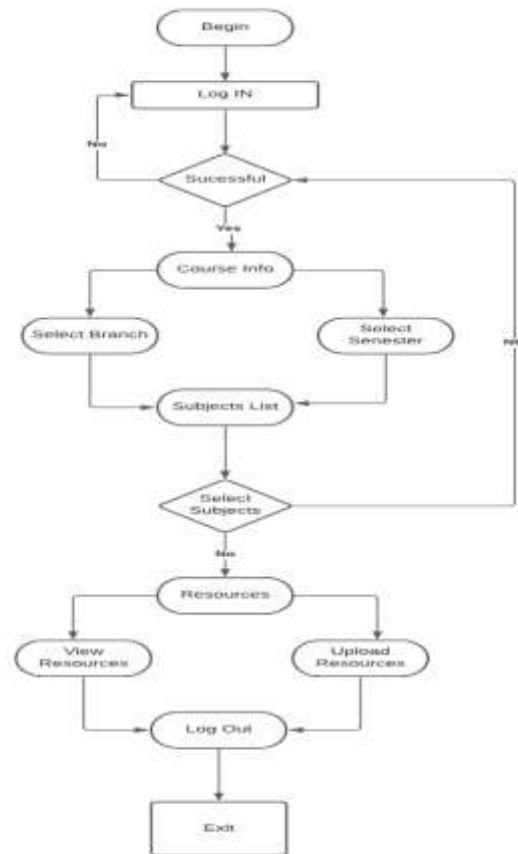 Begin
Log IN
No
Sucessful
Yes
Course Info
Select Branch
Select
Senester
No
Subjects List
Select
Subjects
No
Resources
View
Resources
Upload
Resources
Log Out
Exit